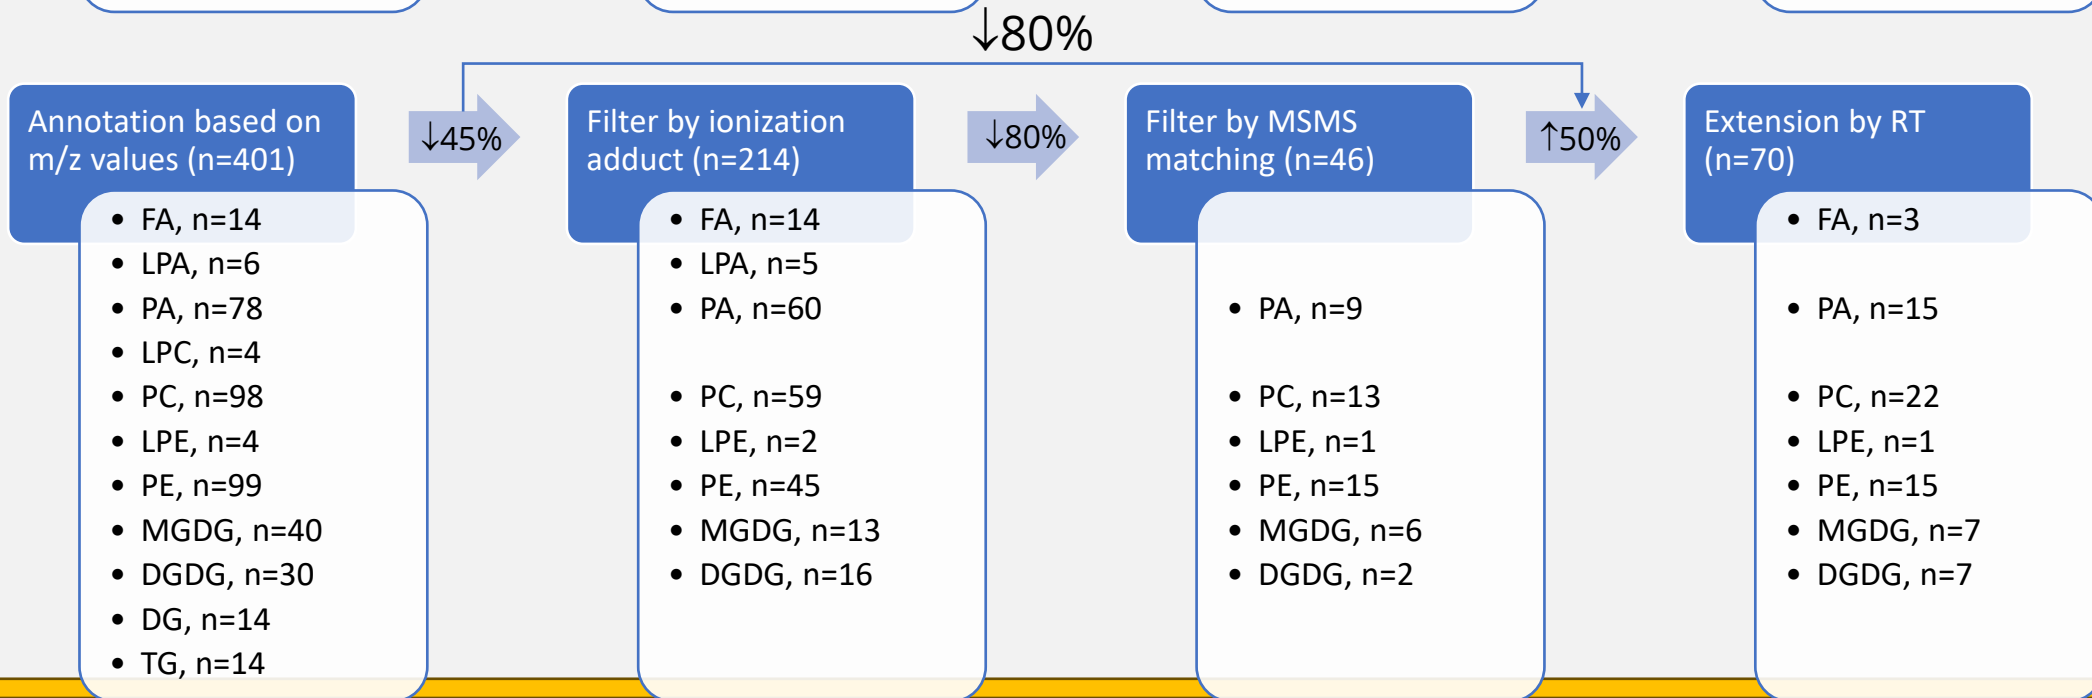 ↓80%
Annotation based on
m/z values (n=401)
• FA, n=14
• LPA, n=6
• PA, n=78
• LPC, n=4
• PC, n=98
• LPE, n=4
• PE, n=99
• MGDG, n=40
• DGDG, n=30
• DG, n=14
• TG, n=14
↓45%
Filter by ionization
adduct (n=214)
• FA, n=14
• LPA, n=5
• PA, n=60
• PC, n=59
• LPE, n=2
• PE, n=45
• MGDG, n=13
• DGDG, n=16
↓80%
Filter by MSMS
matching (n=46)
• PA, n=9
• PC, n=13
• LPE, n=1
• PE, n=15
• MGDG, n=6
• DGDG, n=2
↑50%
Extension by RT
(n=70)
• FA, n=3
• PA, n=15
• PC, n=22
• LPE, n=1
• PE, n=15
• MGDG, n=7
• DGDG, n=7